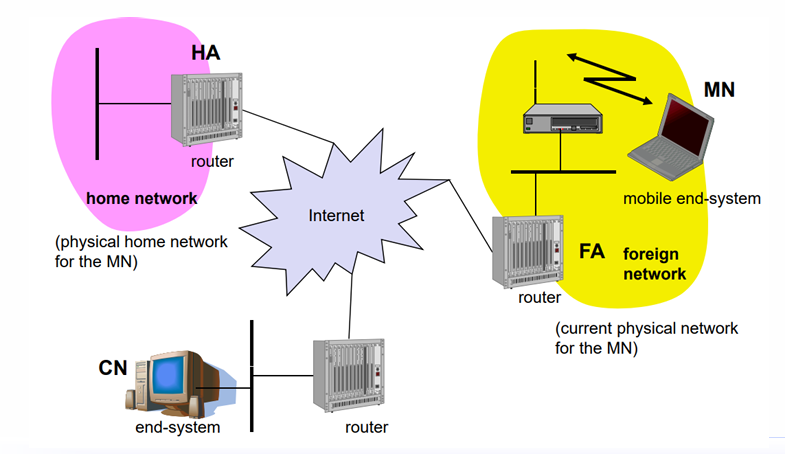 HA
router
home network
(physical home network
for the MN)
Internet
MN
mobile end-system
FA
foreign
network
router
(current physical network
for the MN)
CN
end-system
router